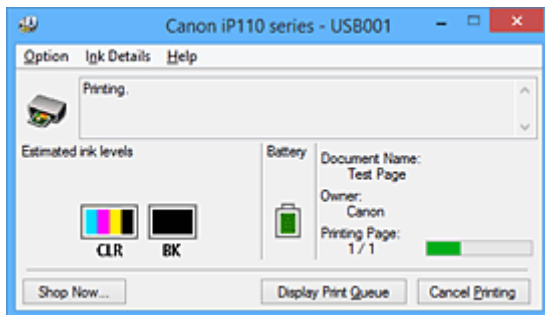 Canon iP110 series - USB001
Option Ink Details Help
Printing.
Estimated ink levels
Battery
Document Name:
Test Page
Owner:
Canon
Printing Page:
1 / 1
CLR BK
Shop Now... Display Print Queue Cancel Printing